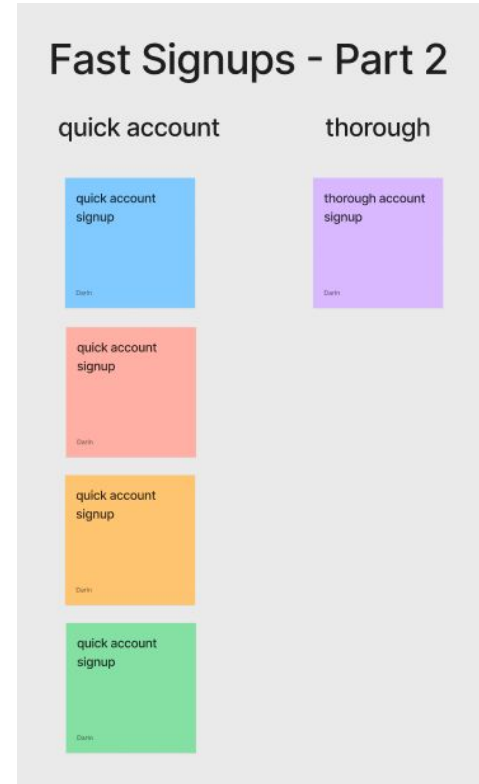 Fast Signups - Part 2
quick account
thorough
quick account
signup
Darin
thorough account
signup
Darin
quick account
signup
Darin
quick account
signup
Darin
quick account
signup
Darin